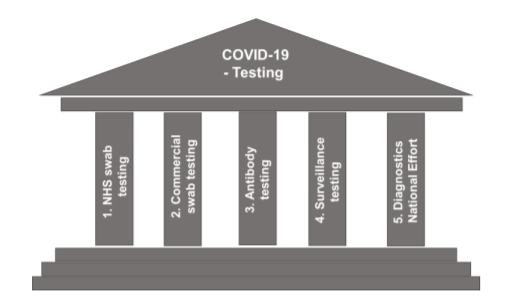 COVID-19
- Testing
1. NHS swab
testing
2. Commercial
swab testing
3. Antibody
testing
4. Surveillance
testing
5. Diagnostics
National Effort